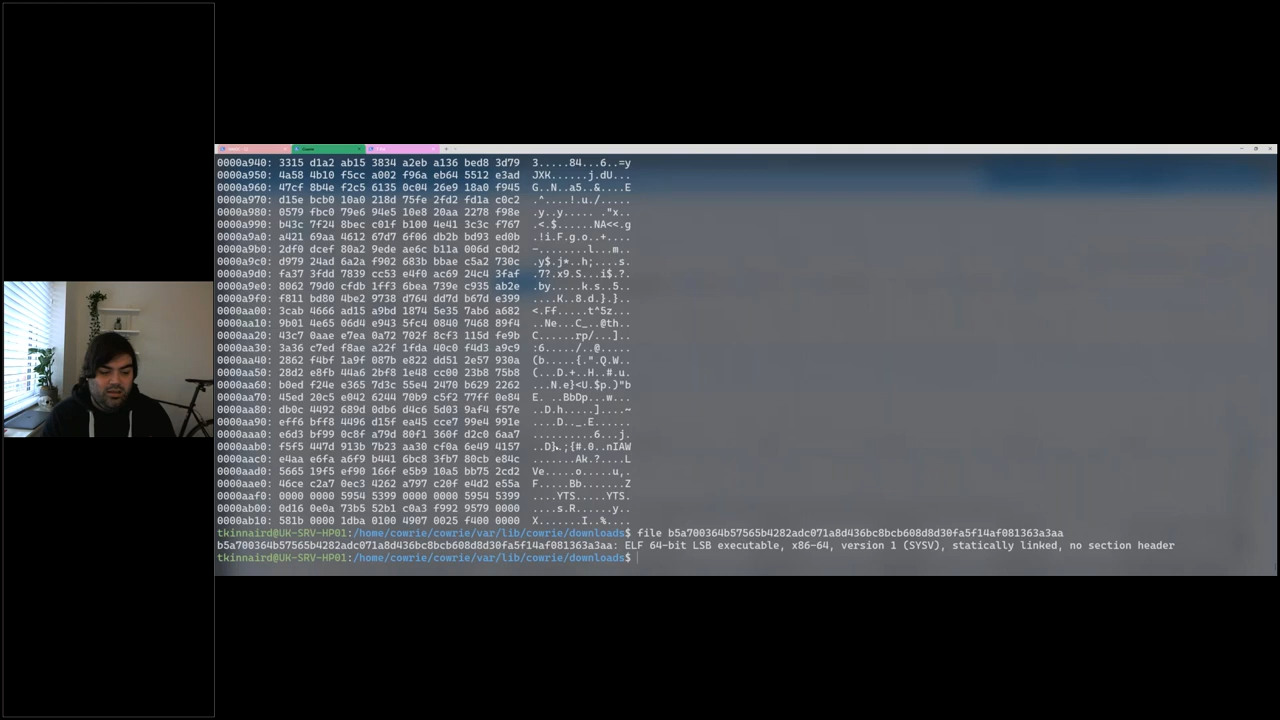 Cowrie
0000a940: 3315 d1a2 ab15 3834 a2eb a136 bed8 3d79 3.....84...6..=y
0000a950: 4a58 4b10 f5cc a002 f96a eb64 5512 e3ad JXK......j.dU...
0000a960: 47cf 8b4e f2c5 6135 0c04 26e9 18a0 f945 G..N..a5..&....E
0000a970: d15e bcb0 10a0 218d 75fe 2fd2 fd1a c0c2 .^....!.u./.....
0000a980: 0579 fbc0 79e6 94e5 10e8 20aa 2278 f98e .y..y..... ."x..
0000a990: b43c 7f24 8bec c01f b100 4e41 3c3c f767 .<.$......NA<<.g
0000a9a0: a421 69aa 4612 67d7 6f06 db2b bd93 ed0b .!i.F.g.o..+....
0000a9b0: 2df0 dcef 80a2 9ede ae6c b11a 006d c0d2 -........l...m..
0000a9c0: d979 24ad 6a2a f902 683b bbae c5a2 730c .y$.j*..h;....s.
0000a9d0: fa37 3fdd 7839 cc53 e4f0 ac69 24c4 3faf .7?.x9.S...i$.?.
0000a9e0: 8062 79d0 cfdb 1ff3 6bea 739e c935 ab2e .by.....k.s..5..
0000a9f0: f811 bd80 4be2 9738 d764 dd7d b67d e399 ....K..8.d.}.}..
0000aa00: 3cab 4666 ad15 a9bd 1874 5e35 7ab6 a682 <.Ff.....t^5z...
0000aa10: 9b01 4e65 06d4 e943 5fc4 0840 7468 89f4 ..Ne...C_..@th..
0000aa20: 43c7 0aae e7ea 0a72 702f 8cf3 115d fe9b C......rp/...]..
0000aa30: 3a36 c7ed f8ae a22f 1fda 40c0 f4d3 a9c9 :6...../..@.....
0000aa40: 2862 f4bf 1a9f 087b e822 dd51 2e57 930a (b.....{.".Q.W..
0000aa50: 28d2 e8fb 44a6 2bf8 1e48 cc00 23b8 75b8 (...D.+..H..#.u.
0000aa60: b0ed f24e e365 7d3c 55e4 2470 b629 2262 ...N.e}<U.$p.)"b
0000aa70: 45ed 20c5 e042 6244 70b9 c5f2 77ff 0e84 E. ..BbDp...w...
0000aa80: db0c 4492 689d 0db6 d4c6 5d03 9af4 f57e ..D.h.....]....~
0000aa90: eff6 bff8 4496 d15f ea45 cce7 99e4 991e ....D.._.E......
0000aaa0: e6d3 bf99 0c8f a79d 80f1 360f d2c0 6aa7 ..........6...j.
0000aab0: f5f5 447d 913b 7b23 aa30 cf0a 6e49 4157 ..D}.;{#.0..nIAW
0000aac0: e4aa e6fa a6f9 b441 6bc8 3fb7 80cb e84c .......Ak.?....L
0000aad0: 5665 19f5 ef90 166f e5b9 10a5 bb75 2cd2 Ve.....o.....u,.
0000aae0: 46ec c2a7 0ec3 4262 a797 c20f e4d2 e55a F.....Bb.......Z
0000aaf0: 0000 0000 5954 5399 0000 0000 5954 5399 ....YTS.....YTS.
0000ab00: 0d16 0e0a 73b5 52b1 c0a3 f992 9579 0000 ....s.R......y..
0000ab10: 581b 0000 1dba 0100 4907 0025 f400 0000 X.......I..%....
tkinnaird@UK-SRV-HP01:/home/cowrie/cowrie/var/lib/cowrie/downloads$ file b5a700364b57565b4282adc071a8d436bc8bcb608d8d30fa5f14af081363a3aa
b5a700364b57565b4282adc071a8d436bc8bcb608d8d30fa5f14af081363a3aa: ELF 64-bit LSB executable, x86-64, version 1 (SYSV), statically linked, no section header
tkinnaird@UK-SRV-HP01:/home/cowrie/cowrie/var/lib/cowrie/downloads$